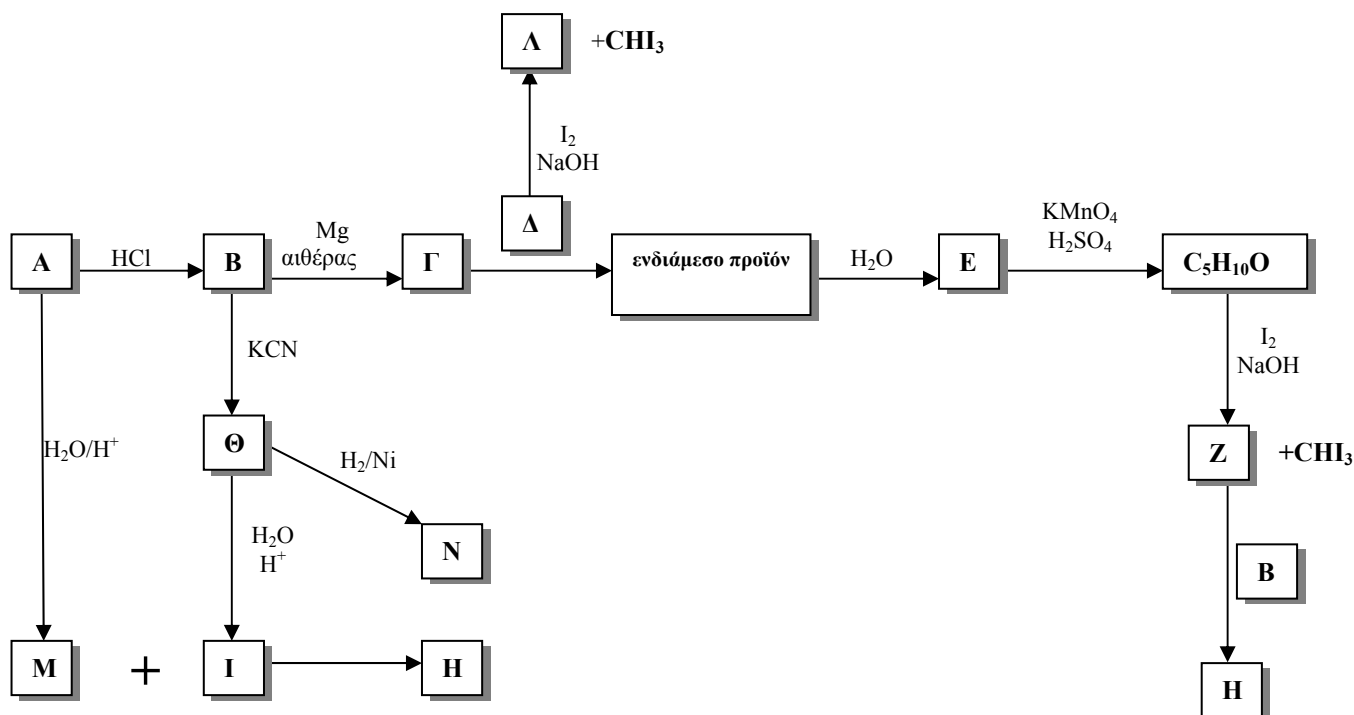 Λ +CHI₃
I₂
NaOH
Δ
Α HCl Β
Mg
αιθέρας
Γ
ενδιάμεσο προϊόν
H₂O
Ε
KMnO₄
H₂SO₄
C₅H₁₀O
KCN
I₂
NaOH
H₂O/H⁺
Θ
H₂/Ni
Ζ +CHI₃
H₂O
H⁺
Ν
Β
Μ + Ι Η
Η